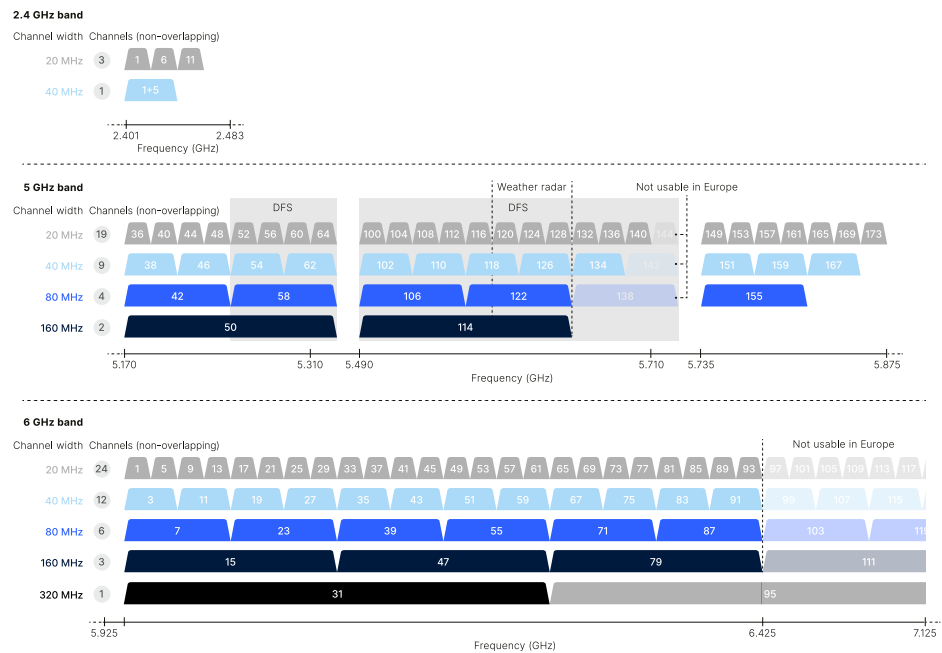 2.4 GHz band
Channel width Channels (non-overlapping)
20 MHz 3 1 6 11
40 MHz 1 1+5
2.401 2.483
Frequency (GHz)
5 GHz band Weather radar Not usable in Europe
DFS DFS
Channel width Channels (non-overlapping)
20 MHz 19 36 40 44 48 52 56 60 64 100 104 108 112 116 120 124 128 132 136 140 144 149 153 157 161 165 169 173
40 MHz 9 38 46 54 62 102 110 118 126 134 142 151 159 167
80 MHz 4 42 58 106 122 138 155
160 MHz 2 50 114
5.170 5.310 5.490 5.710 5.735 5.875
Frequency (GHz)
6 GHz band
Channel width Channels (non-overlapping) Not usable in Europe
20 MHz 24 1 5 9 13 17 21 25 29 33 37 41 45 49 53 57 61 65 69 73 77 81 85 89 93 97 101 105 109 113 117
40 MHz 12 3 11 19 27 35 43 51 59 67 75 83 91 99 107 115
80 MHz 6 7 23 39 55 71 87 103
160 MHz 3 15 47 79 111
320 MHz 1 31 95
5.925 6.425 7.125
Frequency (GHz)